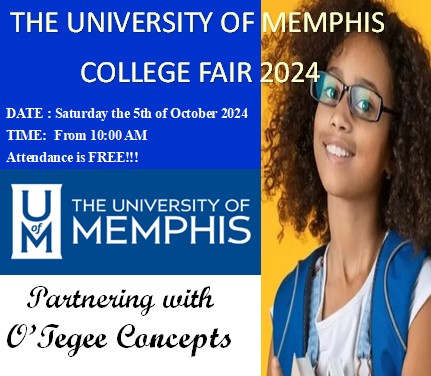 THE UNIVERSITY OF MEMPHIS
COLLEGE FAIR 2024
DATE : Saturday the 5th of October 2024
TIME: From 10:00 AM
Attendance is FREE!!!
U
of
M
THE UNIVERSITY OF
MEMPHIS
Partnering with
O'Tegee Concepts